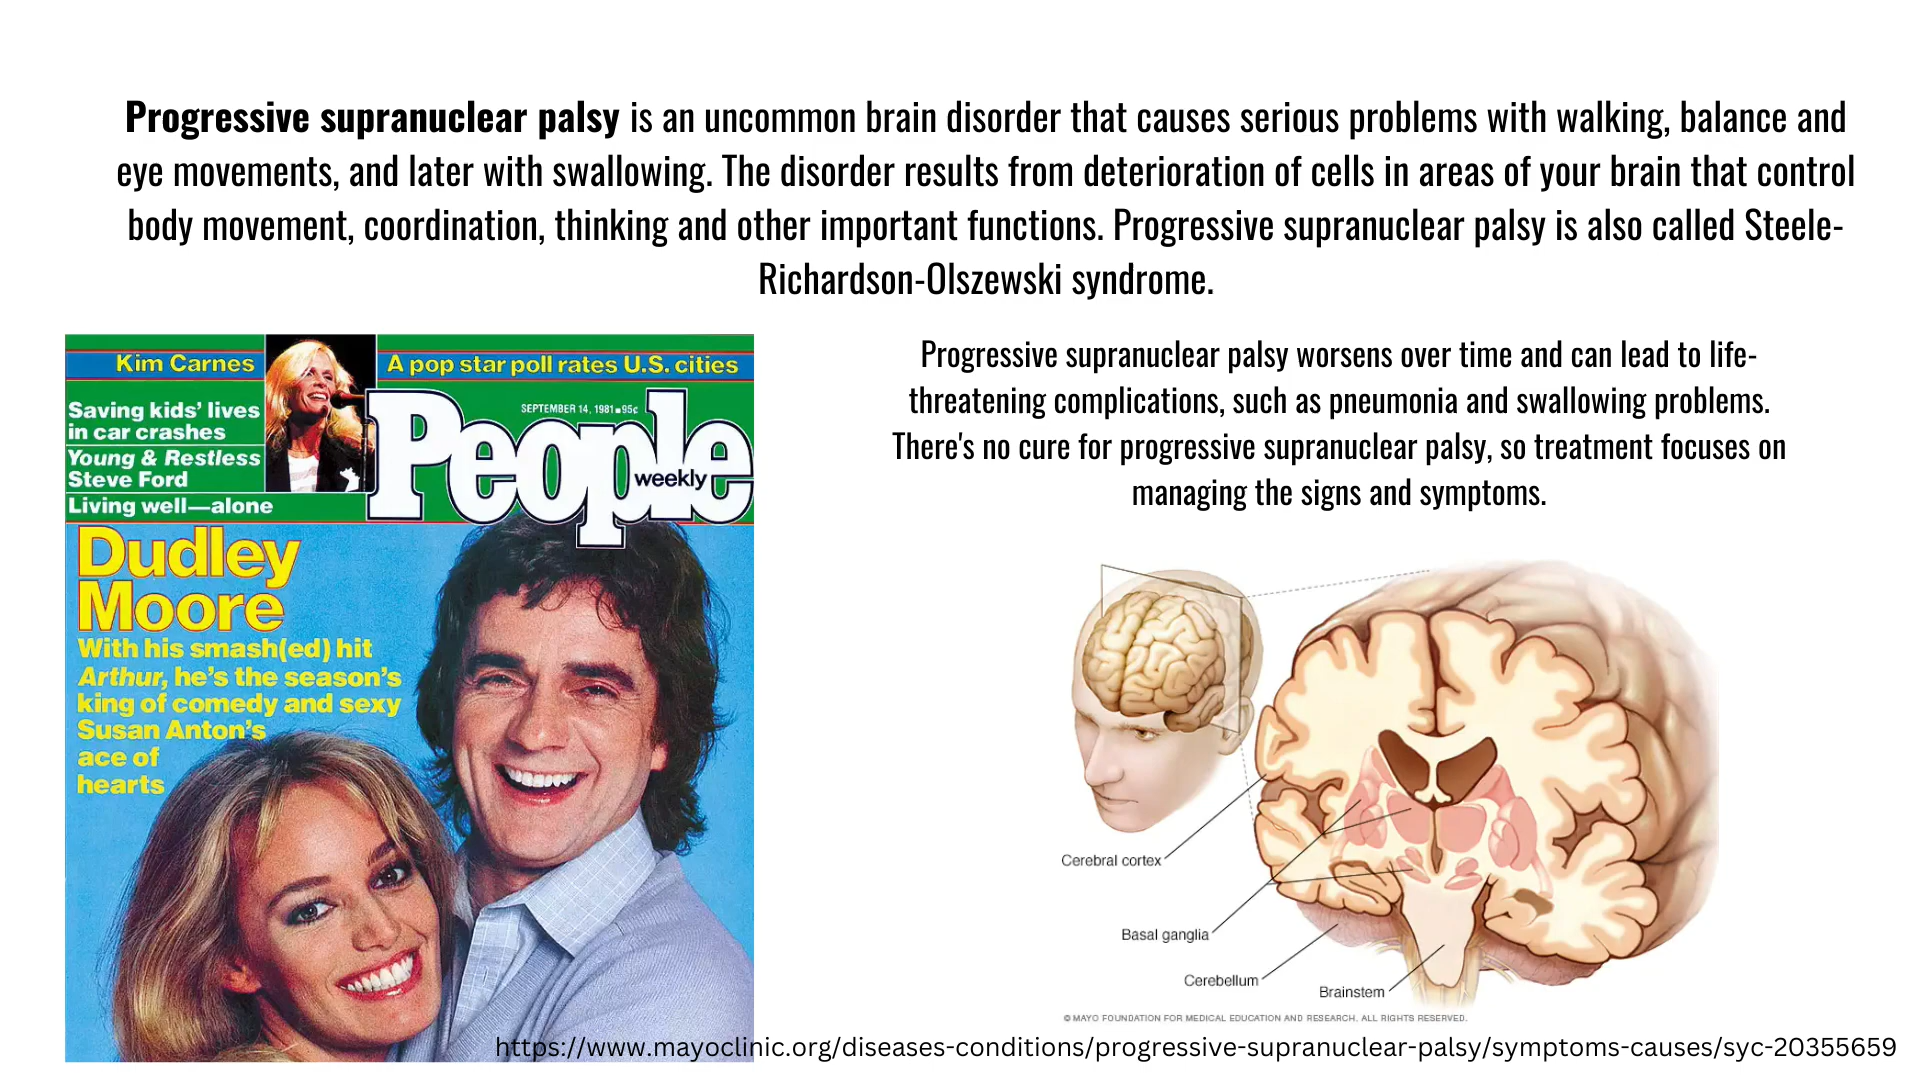 Progressive supranuclear palsy is an uncommon brain disorder that causes serious problems with walking, balance and
eye movements, and later with swallowing. The disorder results from deterioration of cells in areas of your brain that control
body movement, coordination, thinking and other important functions. Progressive supranuclear palsy is also called Steele-
Richardson-Olszewski syndrome.
Kim Carnes
A pop star poll rates U.S. cities
Saving kids' lives
in car crashes
Young & Restless
Steve Ford
Living well—alone
SEPTEMBER 14, 1981■95¢
People
weekly
Dudley
Moore
With his smash(ed) hit
Arthur, he's the season's
king of comedy and sexy
Susan Anton's
ace of
hearts
Progressive supranuclear palsy worsens over time and can lead to life-
threatening complications, such as pneumonia and swallowing problems.
There's no cure for progressive supranuclear palsy, so treatment focuses on
managing the signs and symptoms.
Cerebral cortex
Basal ganglia
Cerebellum
Brainstem
© MAYO FOUNDATION FOR MEDICAL EDUCATION AND RESEARCH. ALL RIGHTS RESERVED.
https://www.mayoclinic.org/diseases-conditions/progressive-supranuclear-palsy/symptoms-causes/syc-20355659